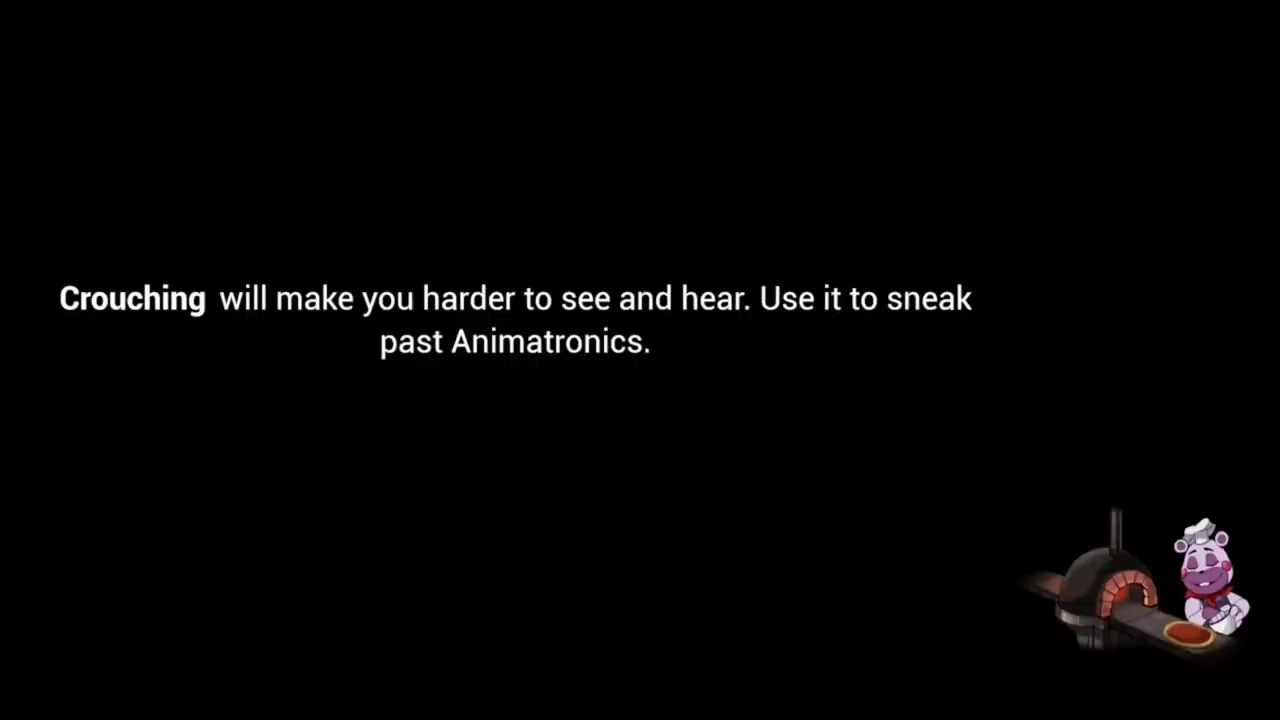 Crouching will make you harder to see and hear. Use it to sneak
past Animatronics.